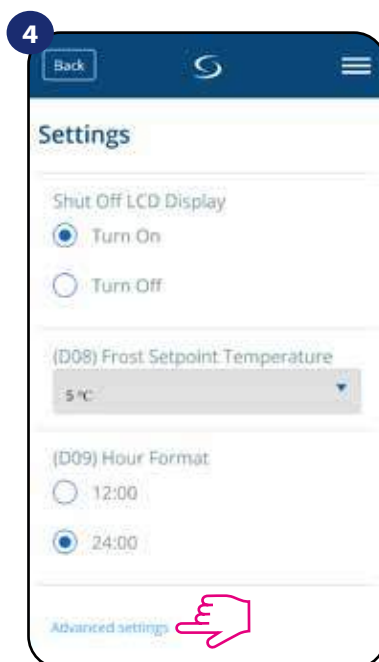 4
Back
Settings
Shut Off LCD Display
Turn On
Turn Off
(D08) Frost Setpoint Temperature
5 °C
(D09) Hour Format
12:00
24:00
Advanced settings